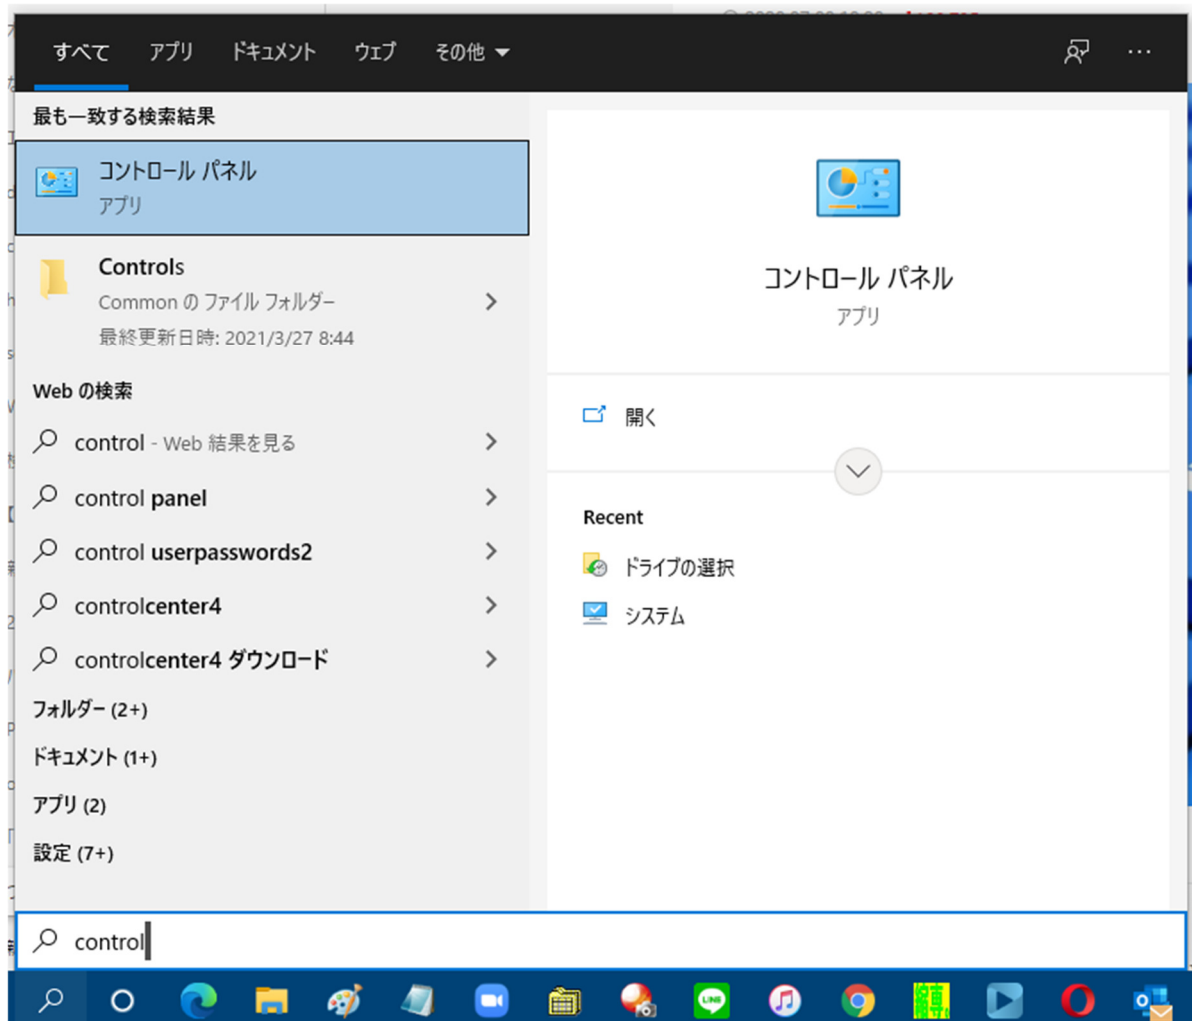 すべて アプリ ドキュメント ウェブ その他
最も一致する検索結果
コントロール パネル
アプリ
Controls
Common の ファイル フォルダー
最終更新日時: 2021/3/27 8:44
Web の検索
control - Web 結果を見る
control panel
control userpasswords2
controlcenter4
controlcenter4 ダウンロード
フォルダー (2+)
ドキュメント (1+)
アプリ (2)
設定 (7+)
コントロール パネル
アプリ
開く
Recent
ドライブの選択
システム
control
LINE